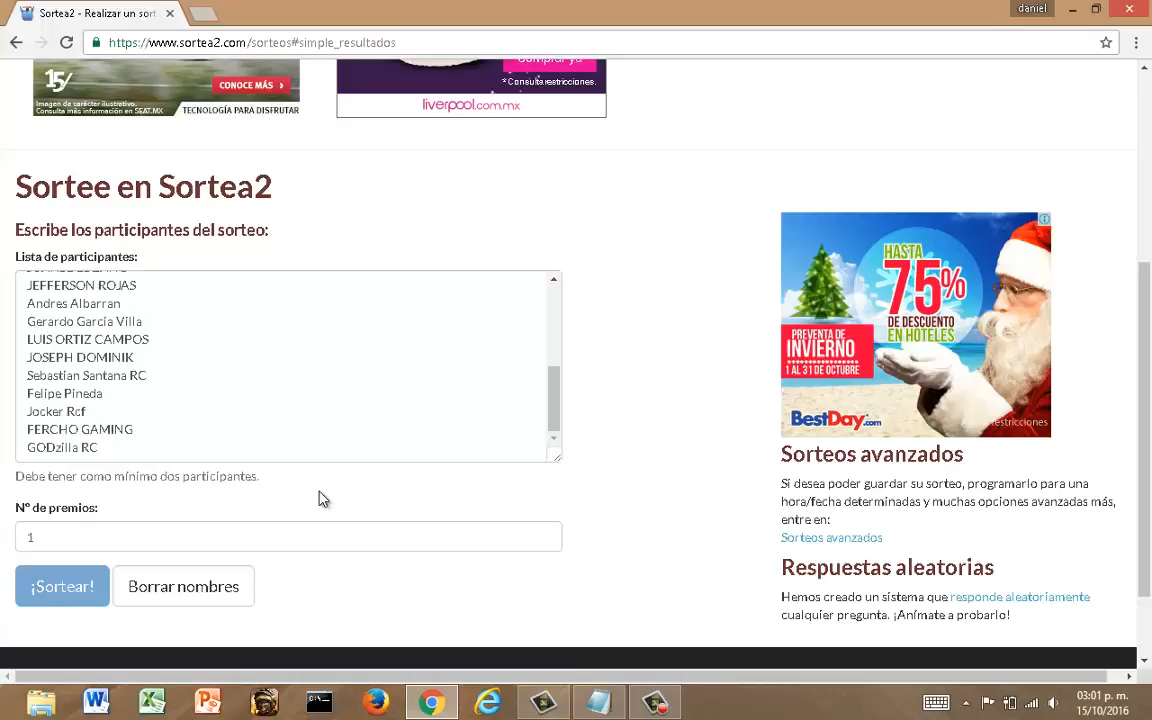 Sortea2 - Realizar un sort
daniel
https://www.sortea2.com/sorteos#simple_resultados
15/
CONOCE MÁS >
Imagen de carácter ilustrativo.
Consulta más información en SEAT.MX
TECNOLOGÍA PARA DISFRUTAR
Comprar ya
*Consulta restricciones.
liverpool.com.mx
Sortee en Sortea2
Escribe los participantes del sorteo:
Lista de participantes:
JEFFERSON ROJAS
Andres Albarran
Gerardo García Villa
LUIS ORTIZ CAMPOS
JOSEPH DOMINIK
Sebastian Santana RC
Felipe Pineda
Jocker Rcf
FERCHO GAMING
GODzilla RC
Debe tener como mínimo dos participantes.
Nº de premios:
1
¡Sortear!
Borrar nombres
HASTA
75%
DE DESCUENTO
EN HOTELES
PREVENTA DE
INVIERNO
1 AL 31 DE OCTUBRE
BestDay.com
restricciones
Sorteos avanzados
Si desea poder guardar su sorteo, programarlo para una
hora/fecha determinadas y muchas opciones avanzadas más,
entre en:
Sorteos avanzados
Respuestas aleatorias
Hemos creado un sistema que responde aleatoriamente
cualquier pregunta. ¡Anímate a probarlo!
03:01 p. m.
15/10/2016